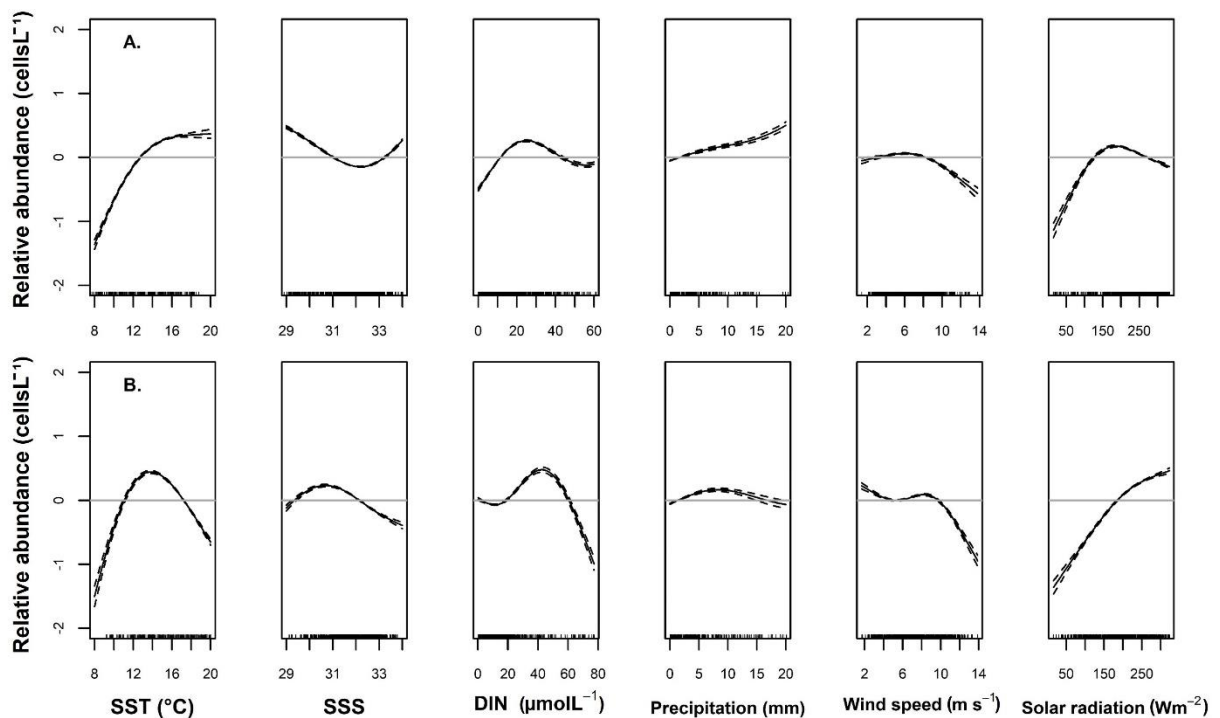 Relative abundance (cellsL⁻¹)
2
1
0
-1
-2
A.
8 12 16 20
29 31 33
0 20 40 60
0 5 10 15 20
2 6 10 14
50 150 250
Relative abundance (cellsL⁻¹)
2
1
0
-1
-2
B.
8 12 16 20
29 31 33
0 20 40 60 80
0 5 10 15 20
2 4 6 8 10 14
50 150 250
SST (°C)
SSS
DIN (µmolL⁻¹)
Precipitation (mm)
Wind speed (m s⁻¹)
Solar radiation (Wm⁻²)